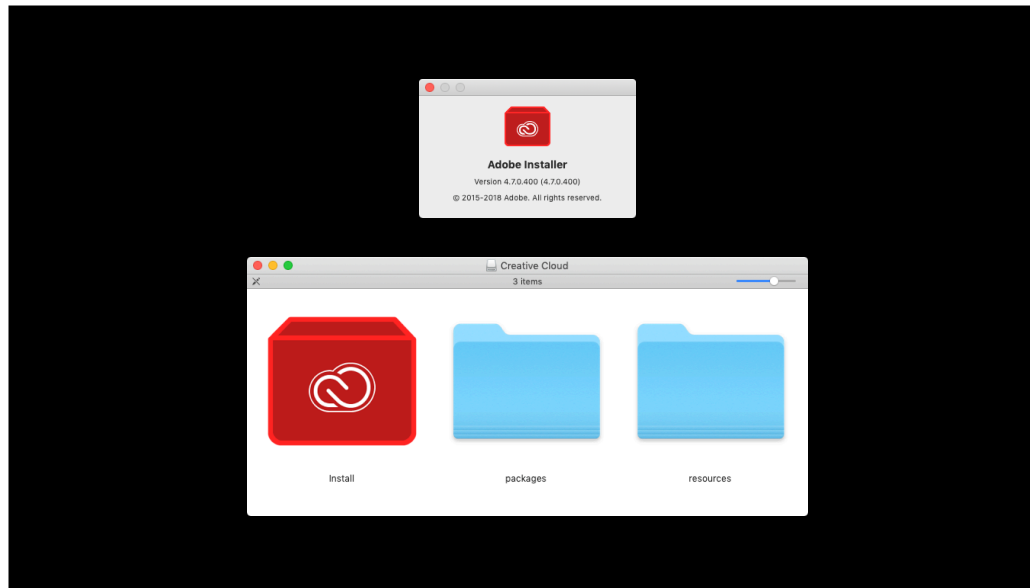 Adobe Installer
Version 4.7.0.400 (4.7.0.400)
© 2015-2018 Adobe. All rights reserved.
Creative Cloud
3 items
Install
packages
resources